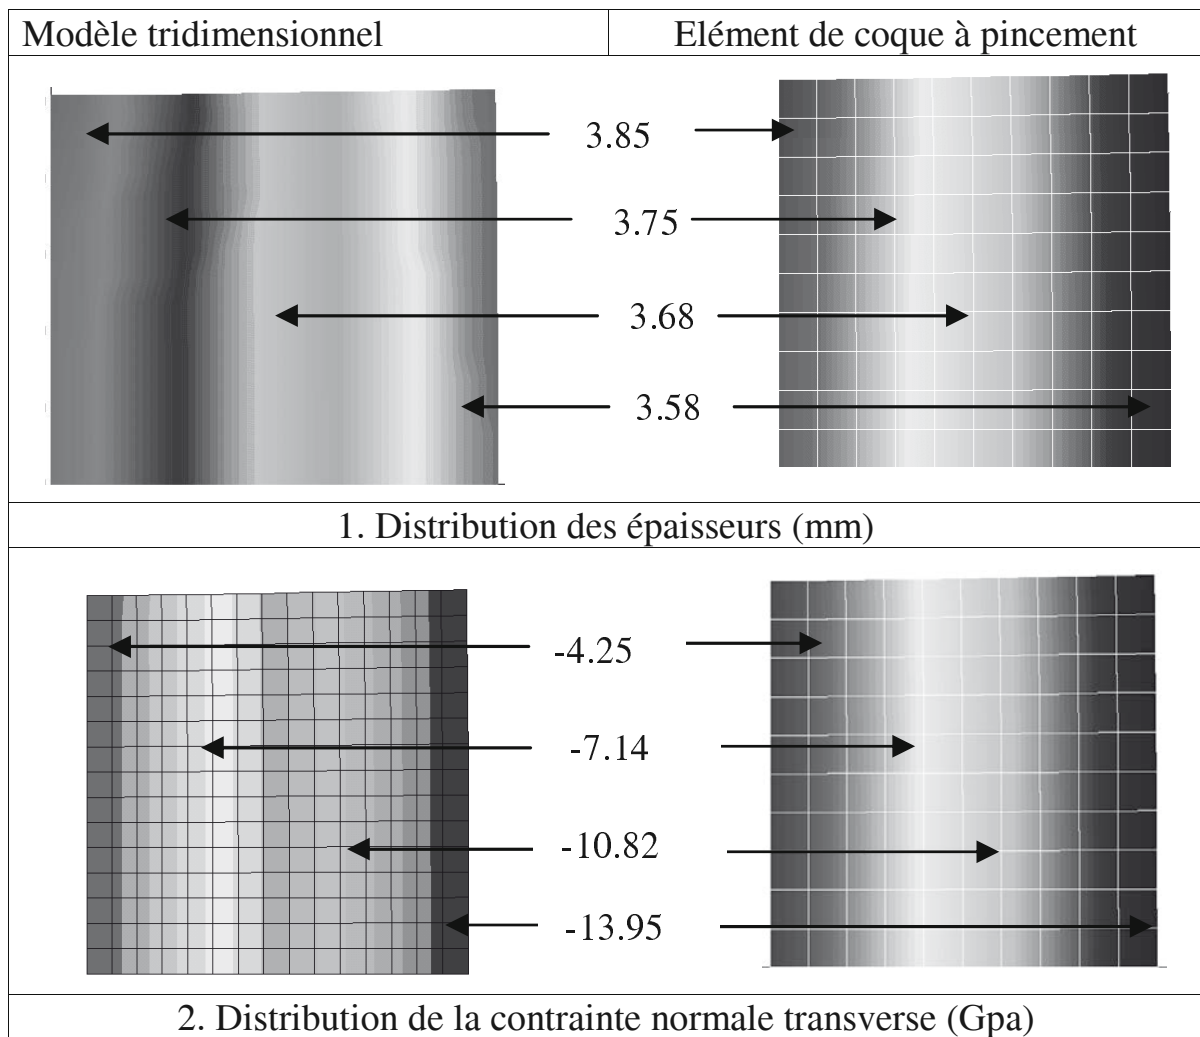 Modèle tridimensionnel
Elément de coque à pincement
3.85
3.75
3.68
3.58
1. Distribution des épaisseurs (mm)
-4.25
-7.14
-10.82
-13.95
2. Distribution de la contrainte normale transverse (Gpa)